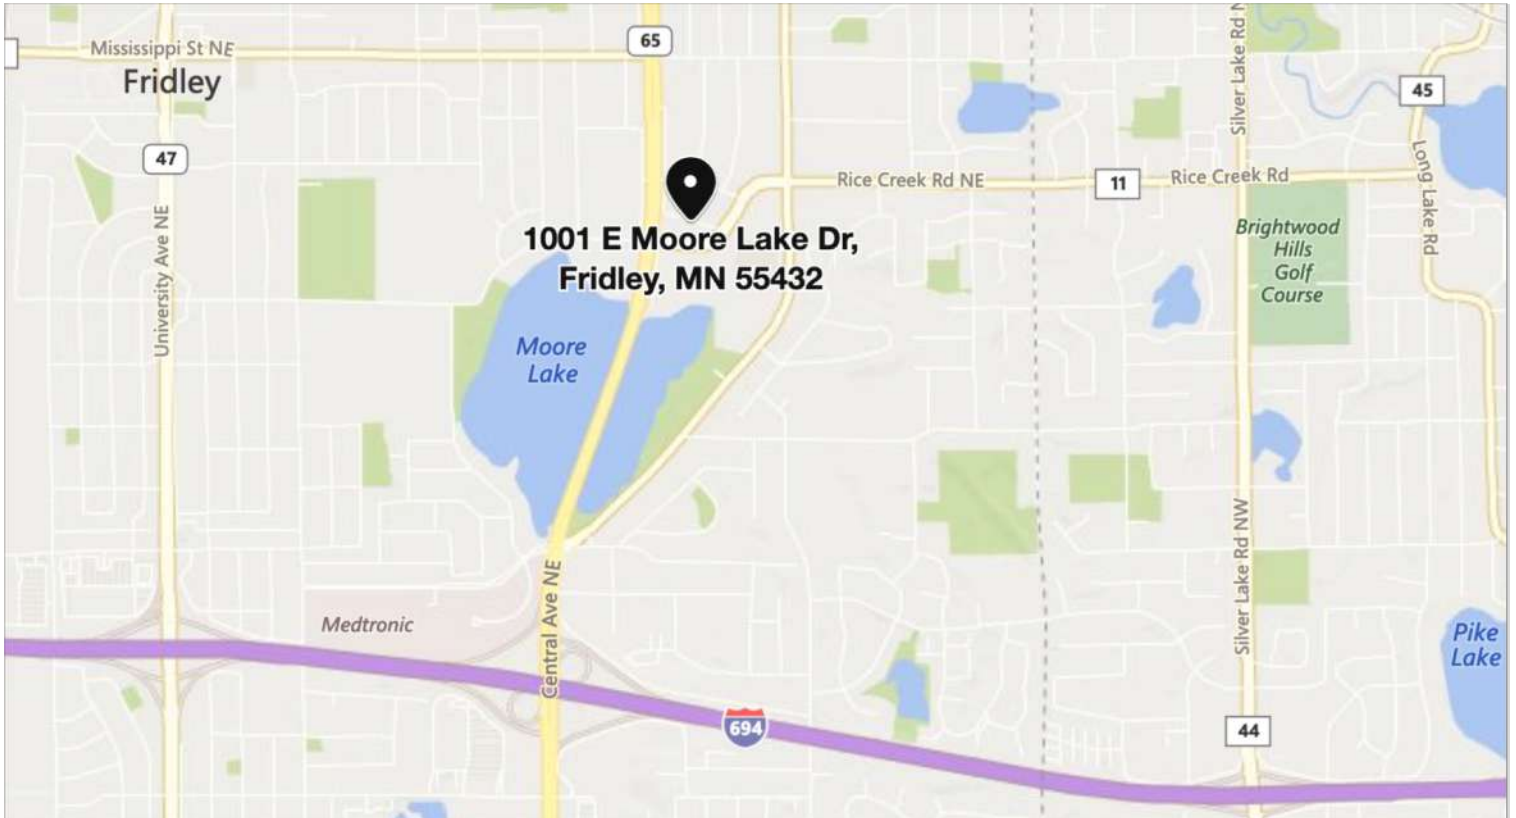 65
Mississippi St NE
Fridley
47
University Ave NE
Silver Lake Rd N
45
Long Lake Rd
Rice Creek Rd NE
11
Rice Creek Rd
Brightwood
Hills
Golf
Course
1001 E Moore Lake Dr,
Fridley, MN 55432
Moore
Lake
Medtronic
Central Ave NE
694
Silver Lake Rd NW
44
Pike
Lake